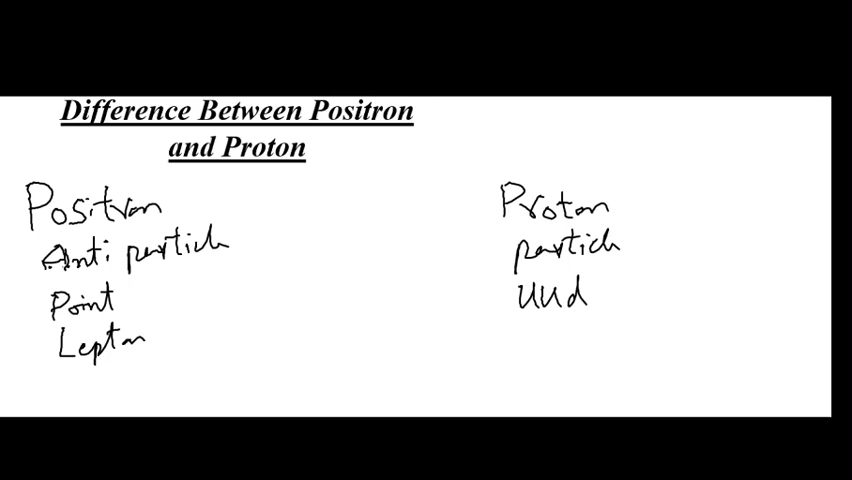 Difference Between Positron
and Proton
Positron
Anti particle
Point
Lepton
Proton
particle
uud